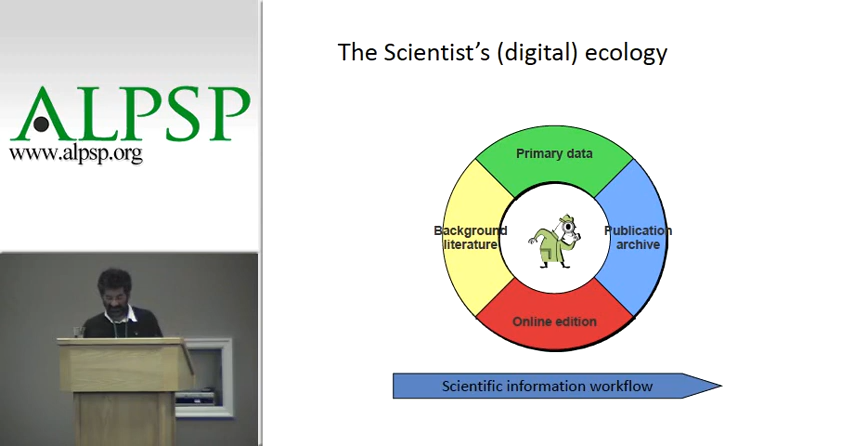 ALPSP
www.alpsp.org
The Scientist's (digital) ecology
Primary data
Background
literature
Publication
archive
Online edition
Scientific information workflow